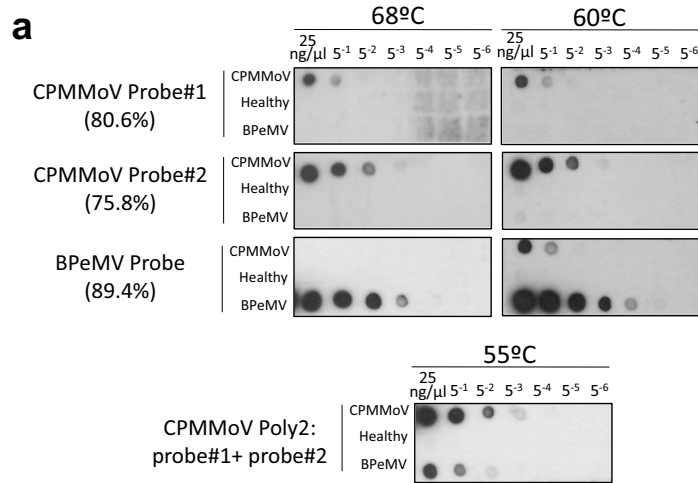 a
68ºC 60ºC
25 ng/µl 5-1 5-2 5-3 5-4 5-5 5-6 25 ng/µl 5-1 5-2 5-3 5-4 5-5 5-6
CPMMoV Probe#1
(80.6%)
CPMMoV
Healthy
BPeMV
CPMMoV Probe#2
(75.8%)
CPMMoV
Healthy
BPeMV
BPeMV Probe
(89.4%)
CPMMoV
Healthy
BPeMV
55ºC
25 ng/µl 5-1 5-2 5-3 5-4 5-5 5-6
CPMMoV Poly2:
probe#1+ probe#2
CPMMoV
Healthy
BPeMV